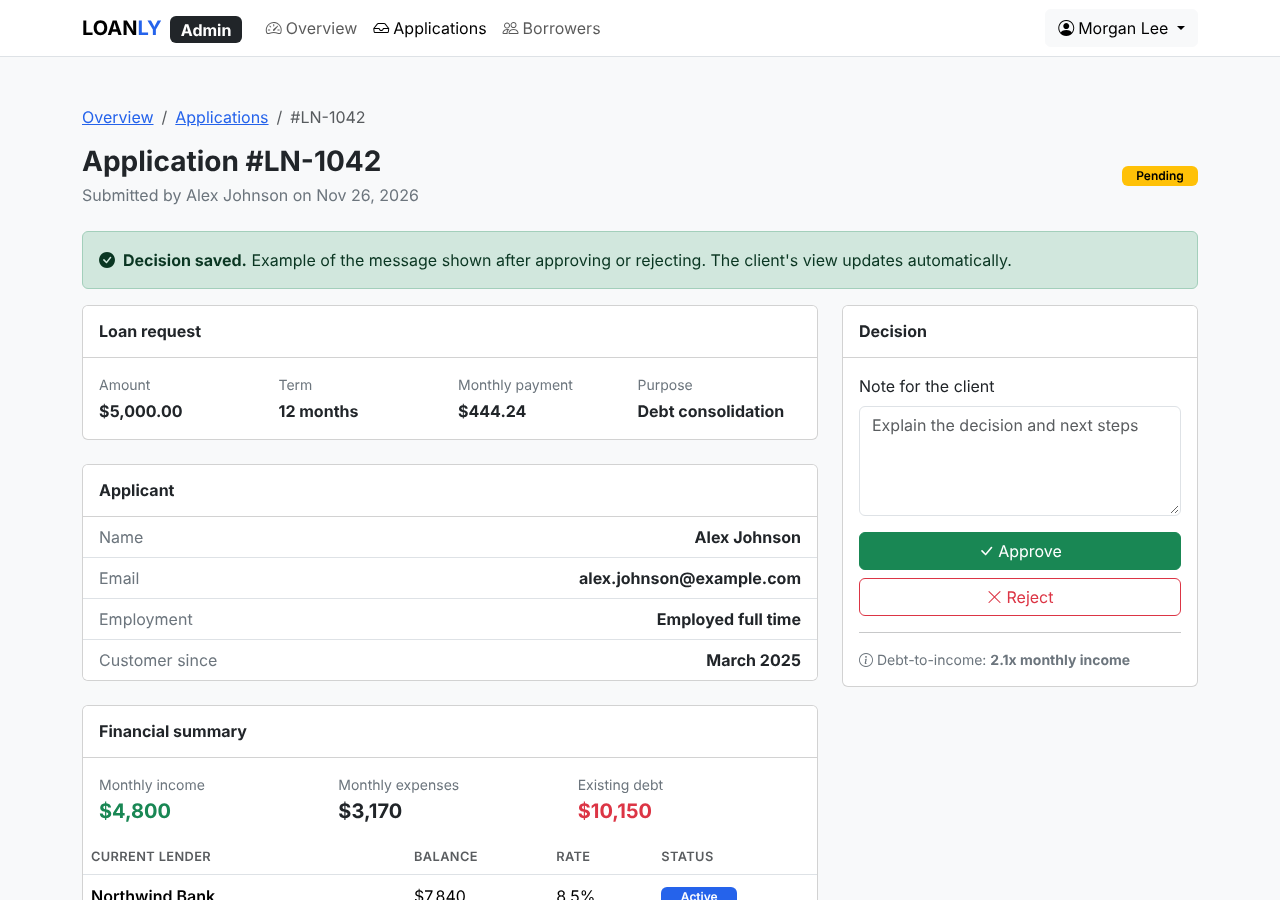 LOANLY Admin Overview Applications Borrowers Morgan Lee
Overview / Applications / #LN-1042
Application #LN-1042
Submitted by Alex Johnson on Nov 26, 2026
Pending
Decision saved. Example of the message shown after approving or rejecting. The client's view updates automatically.
Loan request
Amount Term Monthly payment Purpose
$5,000.00 12 months $444.24 Debt consolidation
Applicant
Name Alex Johnson
Email alex.johnson@example.com
Employment Employed full time
Customer since March 2025
Financial summary
Monthly income Monthly expenses Existing debt
$4,800 $3,170 $10,150
CURRENT LENDER BALANCE RATE STATUS
Northwind Bank $7,840 8.5% Active
Decision
Note for the client
Explain the decision and next steps
Approve
Reject
Debt-to-income: 2.1x monthly income